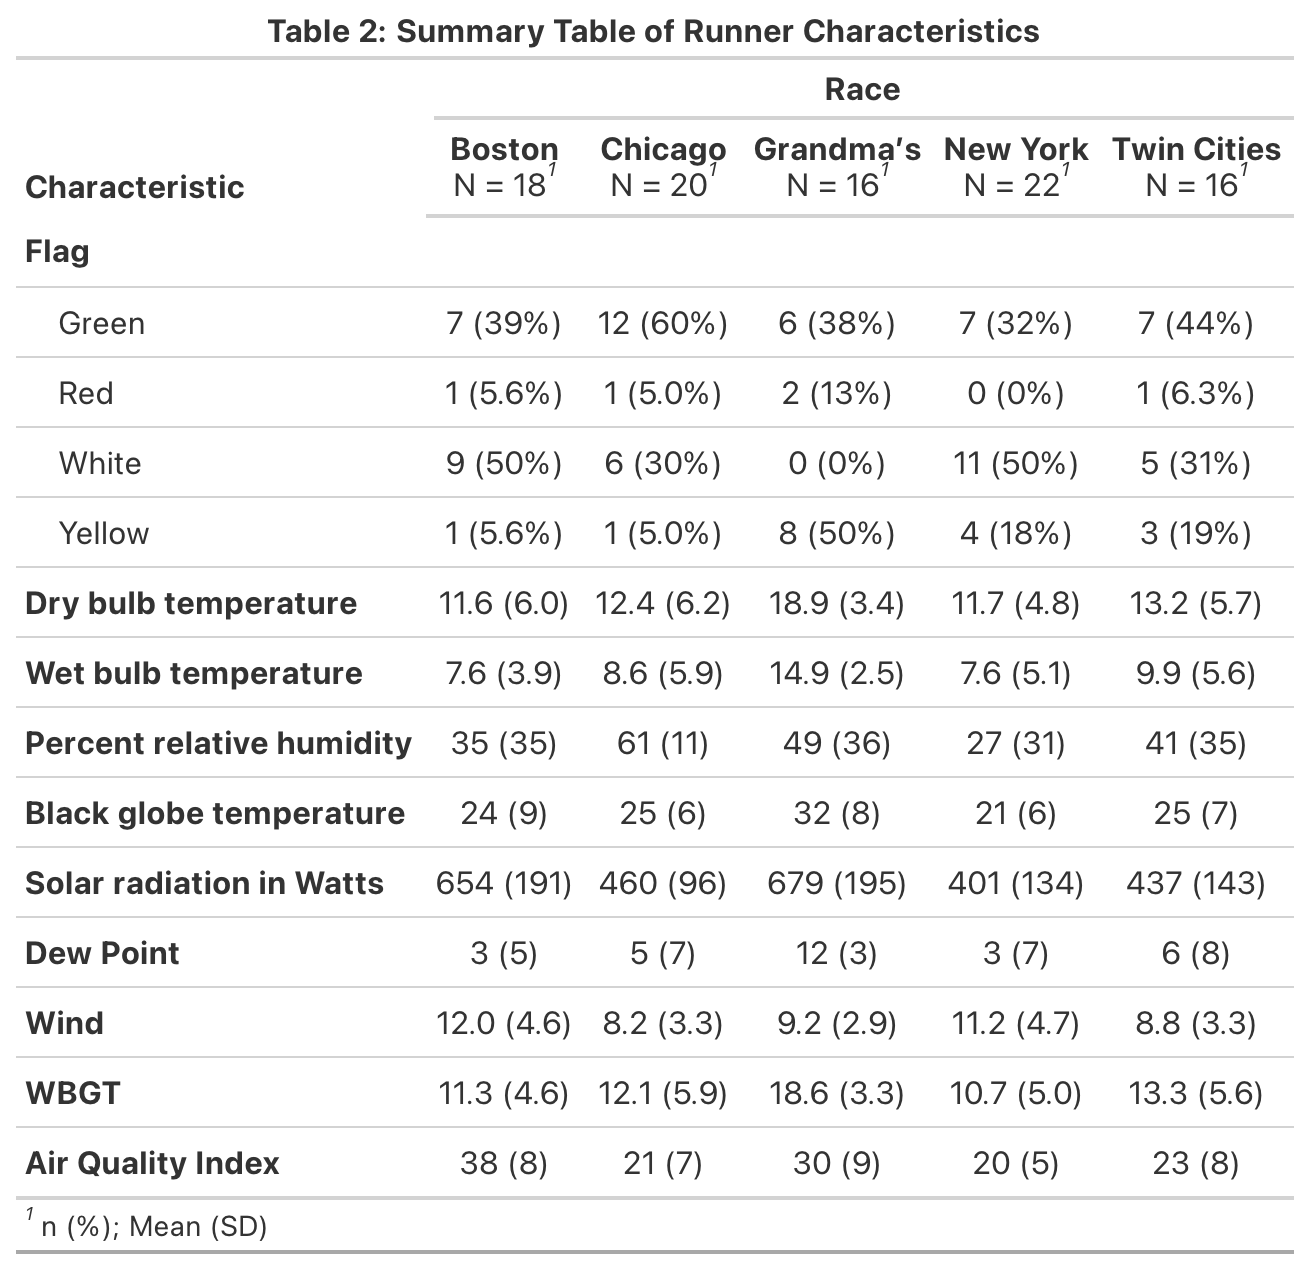 Table 2: Summary Table of Runner Characteristics
Race
Characteristic Boston N = 18¹ Chicago N = 20¹ Grandma's N = 16¹ New York N = 22¹ Twin Cities N = 16¹
Flag
Green 7 (39%) 12 (60%) 6 (38%) 7 (32%) 7 (44%)
Red 1 (5.6%) 1 (5.0%) 2 (13%) 0 (0%) 1 (6.3%)
White 9 (50%) 6 (30%) 0 (0%) 11 (50%) 5 (31%)
Yellow 1 (5.6%) 1 (5.0%) 8 (50%) 4 (18%) 3 (19%)
Dry bulb temperature 11.6 (6.0) 12.4 (6.2) 18.9 (3.4) 11.7 (4.8) 13.2 (5.7)
Wet bulb temperature 7.6 (3.9) 8.6 (5.9) 14.9 (2.5) 7.6 (5.1) 9.9 (5.6)
Percent relative humidity 35 (35) 61 (11) 49 (36) 27 (31) 41 (35)
Black globe temperature 24 (9) 25 (6) 32 (8) 21 (6) 25 (7)
Solar radiation in Watts 654 (191) 460 (96) 679 (195) 401 (134) 437 (143)
Dew Point 3 (5) 5 (7) 12 (3) 3 (7) 6 (8)
Wind 12.0 (4.6) 8.2 (3.3) 9.2 (2.9) 11.2 (4.7) 8.8 (3.3)
WBGT 11.3 (4.6) 12.1 (5.9) 18.6 (3.3) 10.7 (5.0) 13.3 (5.6)
Air Quality Index 38 (8) 21 (7) 30 (9) 20 (5) 23 (8)
¹ n (%); Mean (SD)